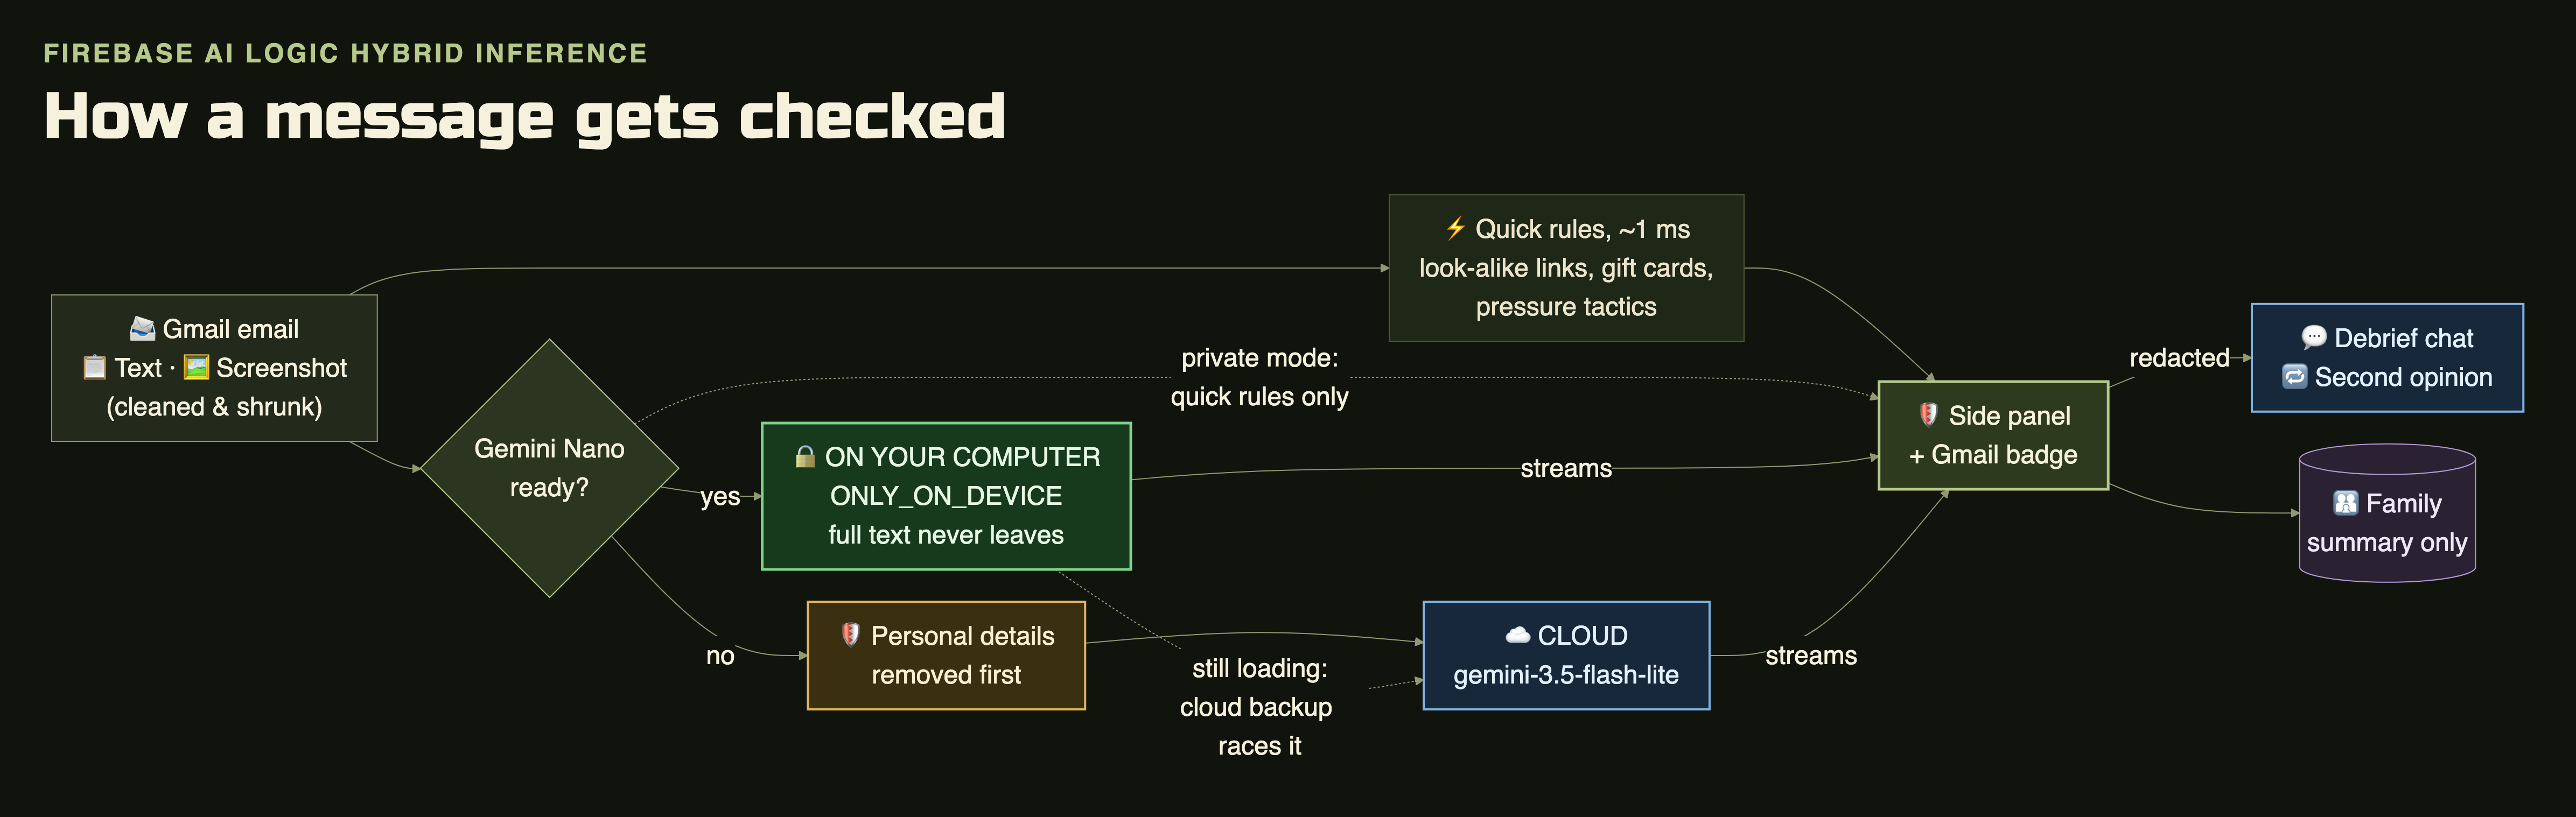 FIREBASE AI LOGIC HYBRID INFERENCE
How a message gets checked
📨 Gmail email
📋 Text · 🖼️ Screenshot
(cleaned & shrunk)
Gemini Nano
ready?
⚡ Quick rules, ~1 ms
look-alike links, gift cards,
pressure tactics
private mode:
quick rules only
yes
🔒 ON YOUR COMPUTER
ONLY_ON_DEVICE
full text never leaves
streams
no
🛡️ Personal details
removed first
still loading:
cloud backup
races it
☁️ CLOUD
gemini-3.5-flash-lite
streams
🛡️ Side panel
+ Gmail badge
redacted
💬 Debrief chat
🔁 Second opinion
👪 Family
summary only